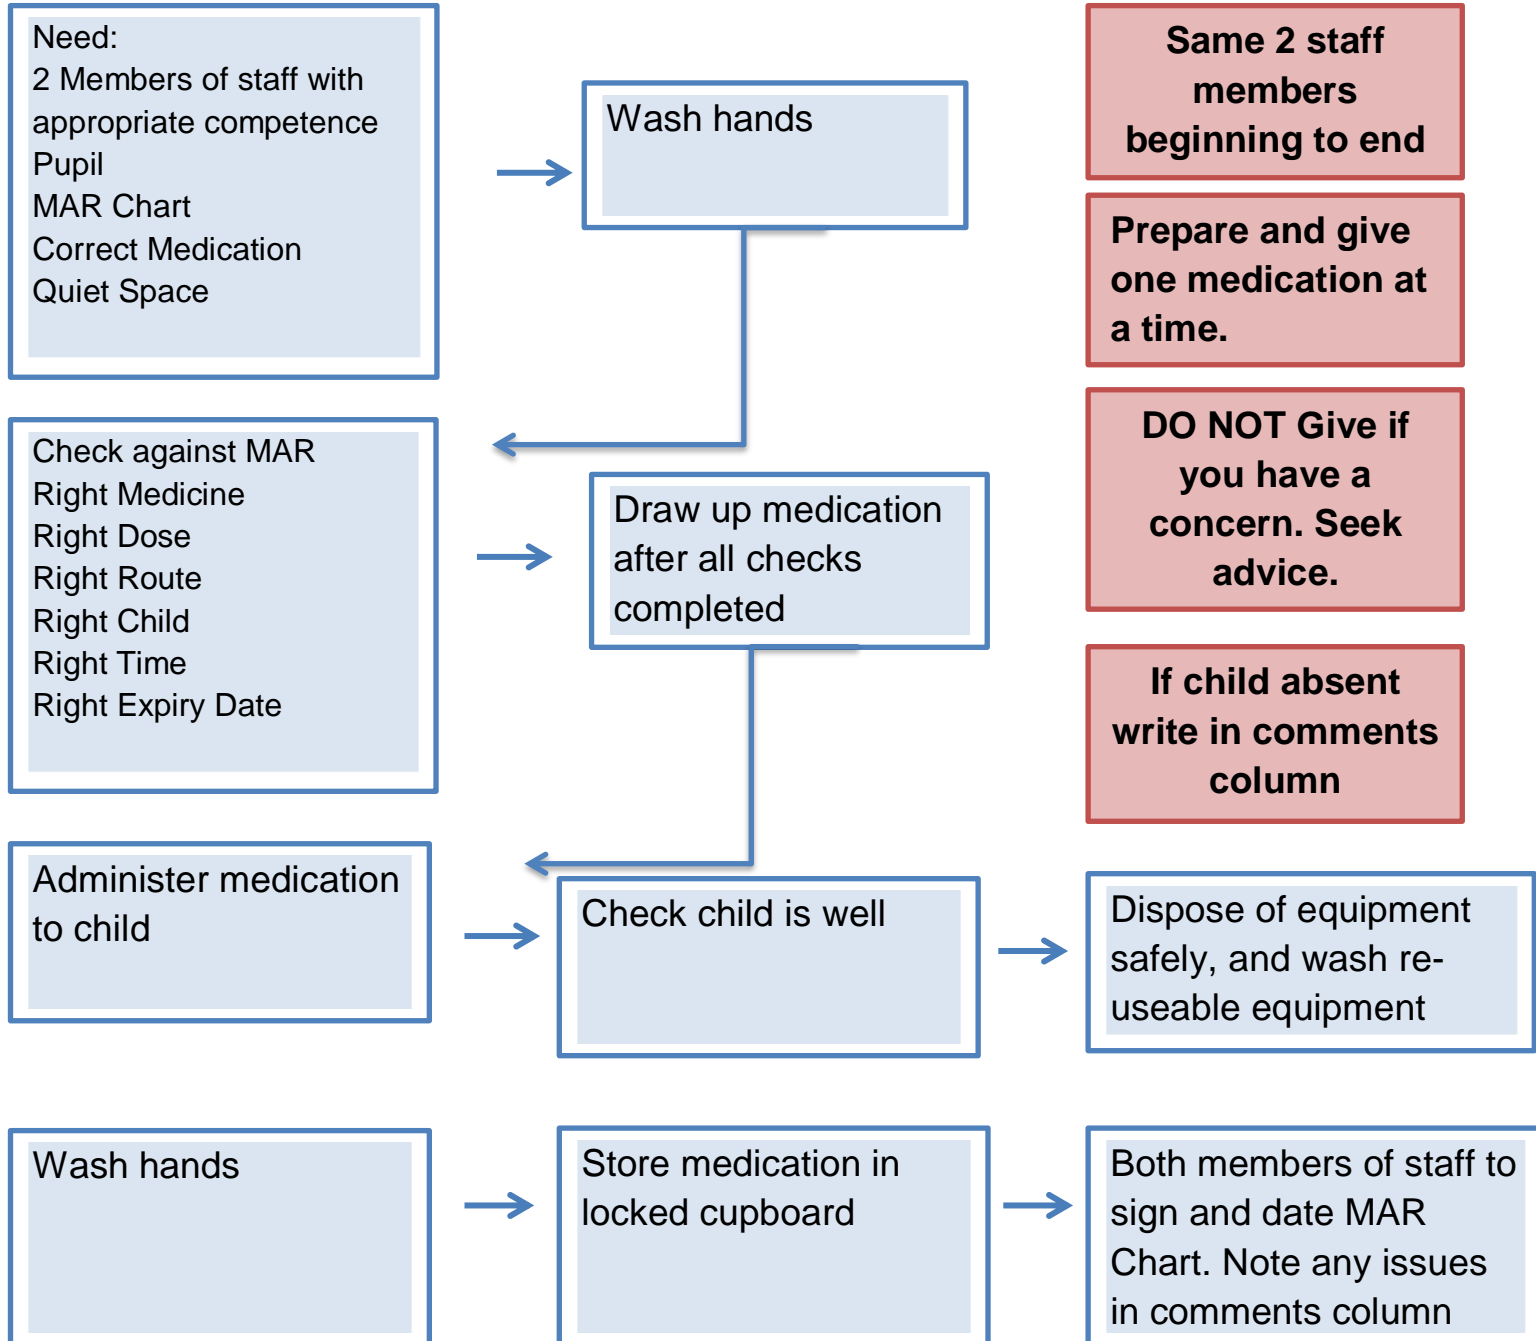 Need:
2 Members of staff with
appropriate competence
Pupil
MAR Chart
Correct Medication
Quiet Space
Wash hands
Same 2 staff
members
beginning to end
Prepare and give
one medication at
a time.
DO NOT Give if
you have a
concern. Seek
advice.
If child absent
write in comments
column
Check against MAR
Right Medicine
Right Dose
Right Route
Right Child
Right Time
Right Expiry Date
Draw up medication
after all checks
completed
Administer medication
to child
Check child is well
Dispose of equipment
safely, and wash re-
useable equipment
Wash hands
Store medication in
locked cupboard
Both members of staff to
sign and date MAR
Chart. Note any issues
in comments column